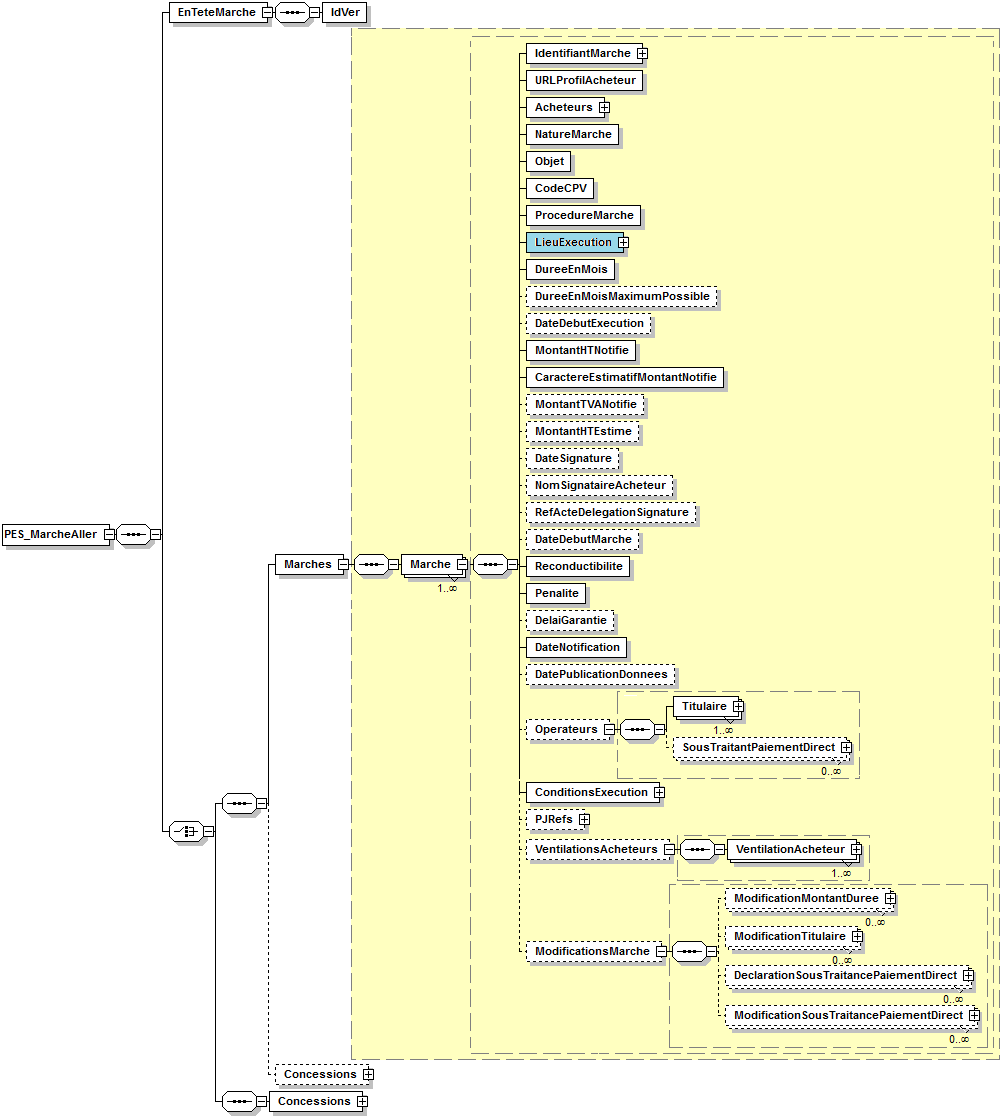 EnTeteMarche
IdVer
IdentifiantMarche
URLProfilAcheteur
Acheteurs
NatureMarche
Objet
CodeCPV
ProcedureMarche
LieuExecution
DureeEnMois
DureeEnMoisMaximumPossible
DateDebutExecution
MontantHTNotifie
CaractereEstimatifMontantNotifie
MontantTVANotifie
MontantHTEstime
DateSignature
NomSignataireAcheteur
RefActeDelegationSignature
PES_MarcheAller
DateDebutMarche
Marches
Marche
1..∞
Reconductibilite
Penalite
DelaiGarantie
DateNotification
DatePublicationDonnees
Operateurs
Titulaire
1..∞
SousTraitantPaiementDirect
0..∞
ConditionsExecution
PJRefs
VentilationsAcheteurs
VentilationAcheteur
1..∞
ModificationsMarche
ModificationMontantDuree
0..∞
ModificationTitulaire
0..∞
DeclarationSousTraitancePaiementDirect
0..∞
ModificationSousTraitancePaiementDirect
0..∞
Concessions
Concessions